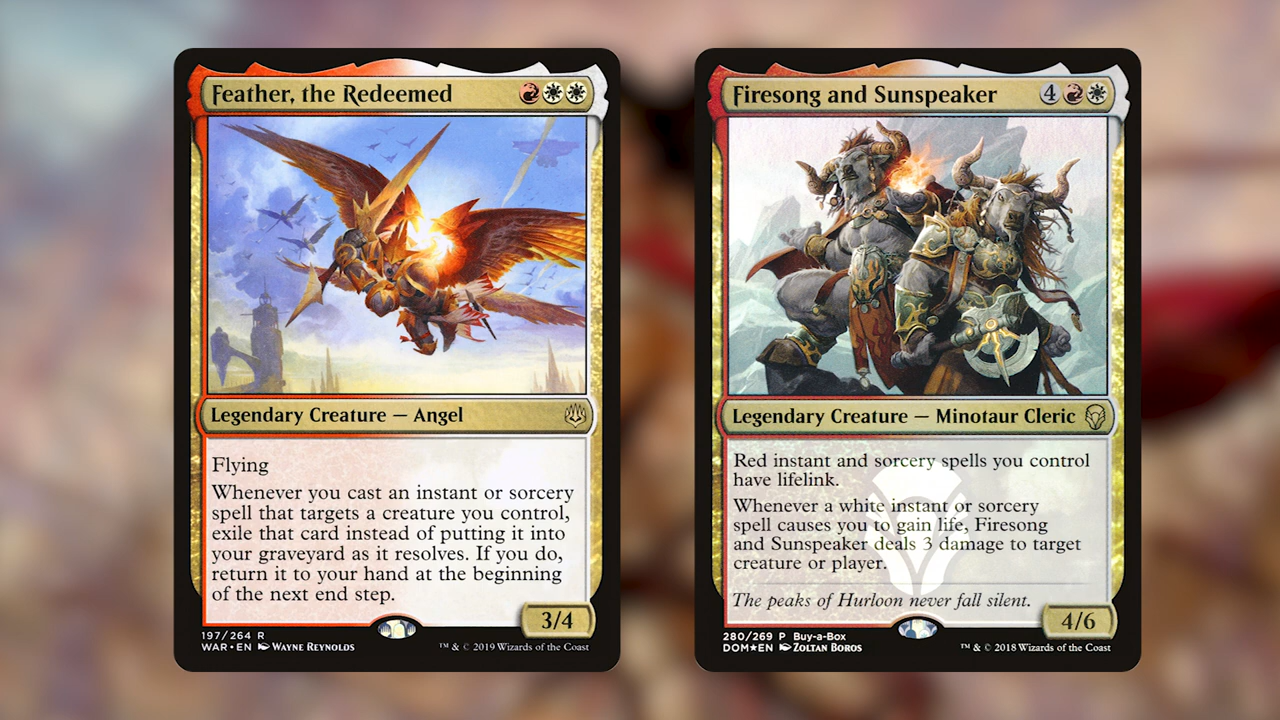 Feather, the Redeemed
Legendary Creature — Angel
Flying
Whenever you cast an instant or sorcery
spell that targets a creature you control,
exile that card instead of putting it into
your graveyard as it resolves. If you do,
return it to your hand at the beginning
of the next end step.
3/4
197/264 R
WAR • EN Wayne Reynolds
™ & © 2019 Wizards of the Coast
Firesong and Sunspeaker
4
Legendary Creature — Minotaur Cleric
Red instant and sorcery spells you control
have lifelink.
Whenever a white instant or sorcery
spell causes you to gain life, Firesong
and Sunspeaker deals 3 damage to target
creature or player.
The peaks of Hurloon never fall silent.
4/6
280/269 P Buy-a-Box
DOM★EN Zoltan Boros
™ & © 2018 Wizards of the Coast